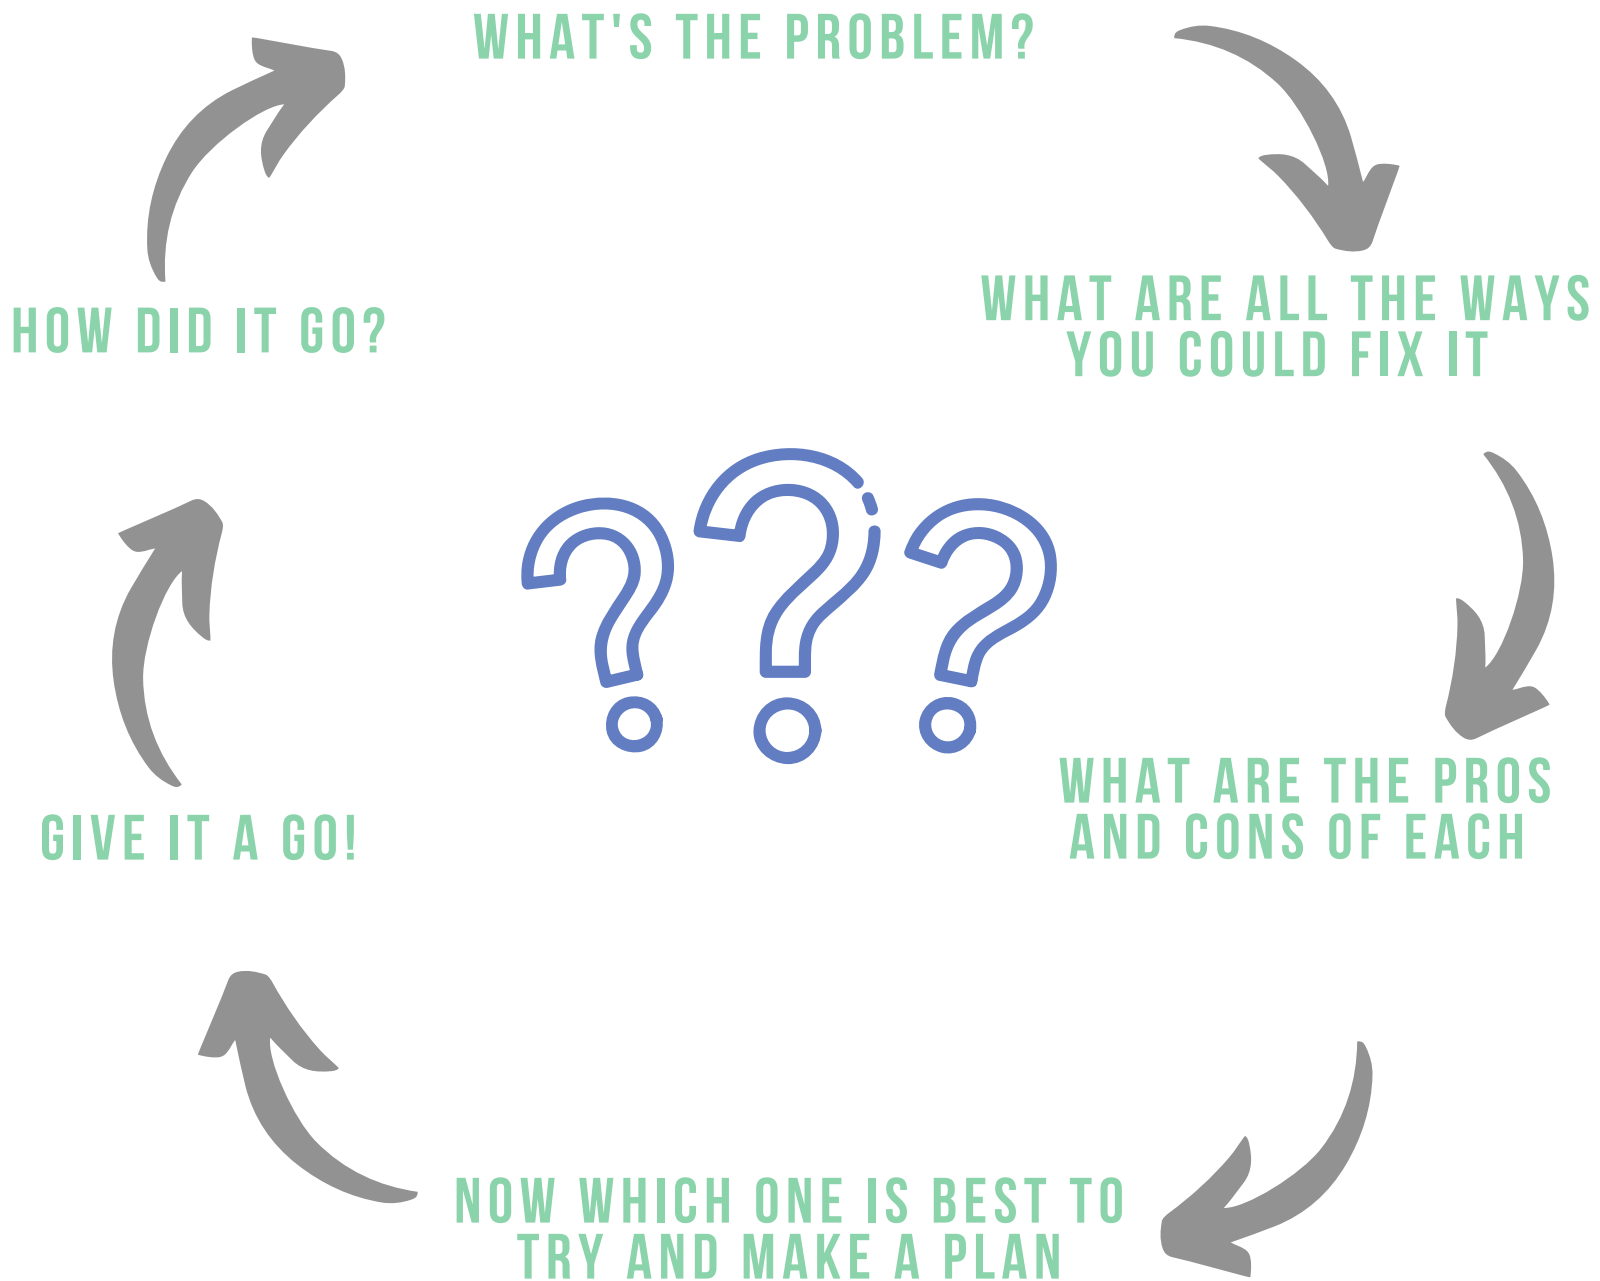 WHAT'S THE PROBLEM?
WHAT ARE ALL THE WAYS
YOU COULD FIX IT
WHAT ARE THE PROS
AND CONS OF EACH
NOW WHICH ONE IS BEST TO
TRY AND MAKE A PLAN
GIVE IT A GO!
HOW DID IT GO?
???